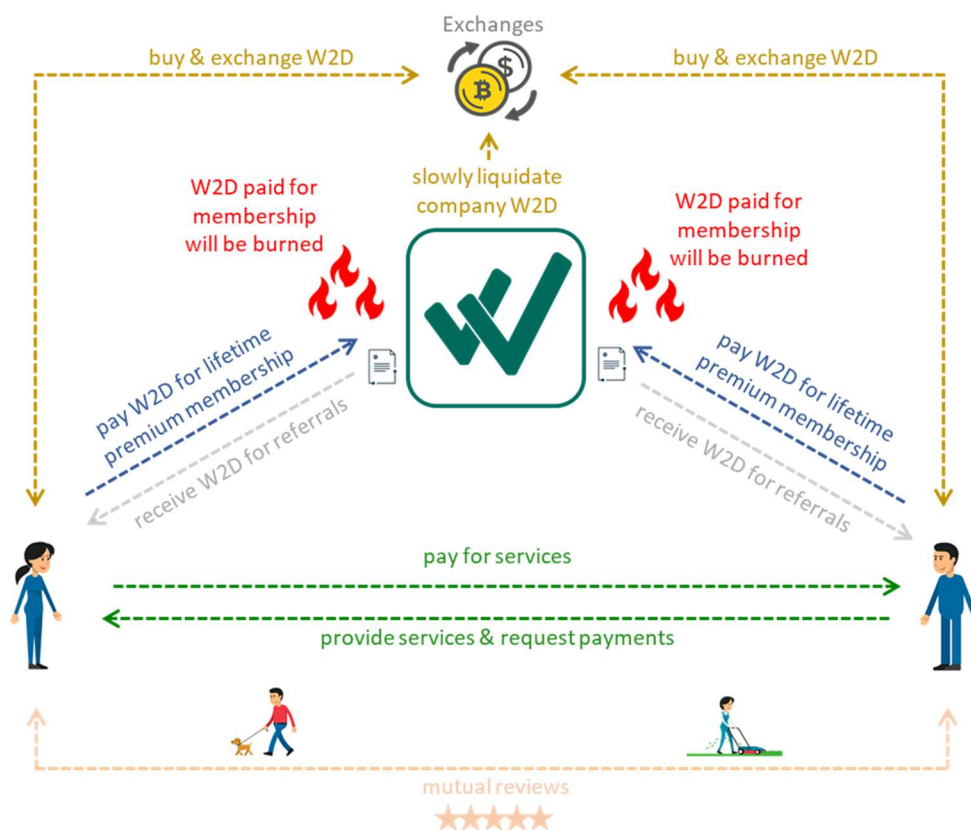 Exchanges
buy & exchange W2D
buy & exchange W2D
slowly liquidate
company W2D
W2D paid for
membership
will be burned
W2D paid for
membership
will be burned
pay W2D for lifetime
premium membership
receive W2D for referrals
pay W2D for lifetime
premium membership
receive W2D for referrals
pay for services
provide services & request payments
mutual reviews